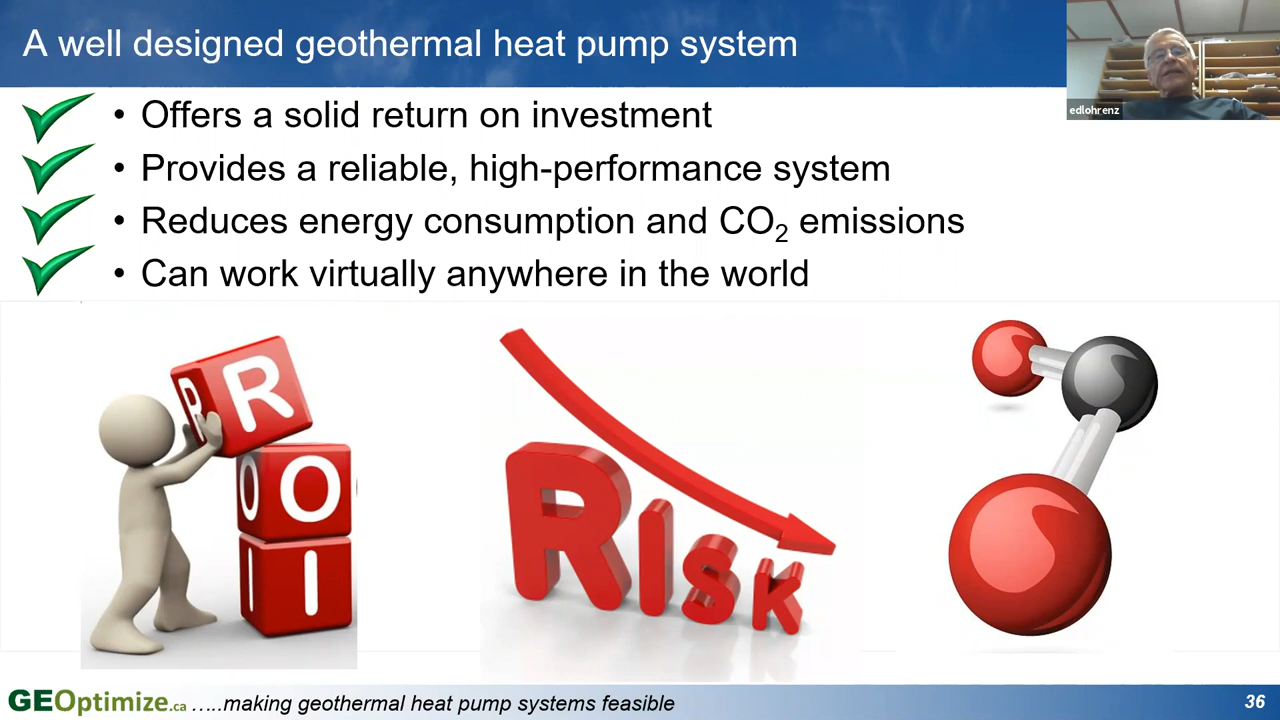 A well designed geothermal heat pump system
edlohrenz
• Offers a solid return on investment
• Provides a reliable, high-performance system
• Reduces energy consumption and CO₂ emissions
• Can work virtually anywhere in the world
R R
O O
I I
RISK
GEOptimize.ca …..making geothermal heat pump systems feasible
36